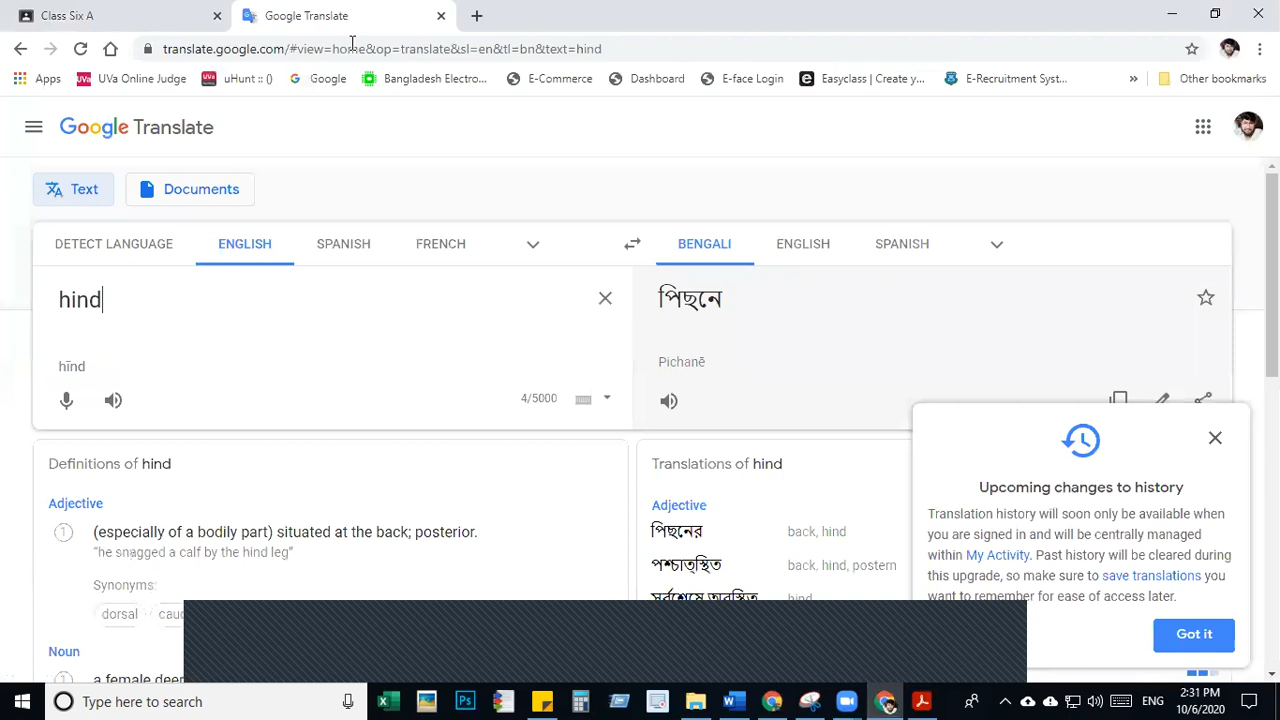 Class Six A
Google Translate
translate.google.com/#view=home&op=translate&sl=en&tl=bn&text=hind
Apps UVa Online Judge uHunt :: () Google Bangladesh Electro... E-Commerce Dashboard E-face Login Easyclass | Create y... E-Recruitment Syst... » Other bookmarks
Google Translate
Text Documents
DETECT LANGUAGE ENGLISH SPANISH FRENCH BENGALI ENGLISH SPANISH
hind
পিছনে
hīnd
Pichanē
4/5000
Definitions of hind
Adjective
1 (especially of a bodily part) situated at the back; posterior.
"he snagged a calf by the hind leg"
Synonyms:
dorsal
Noun
1
Translations of hind
Adjective
পিছনের back, hind
পশ্চাত্স্থিত back, hind, postern
সর্বশেষে অবস্থিত hind
Upcoming changes to history
Translation history will soon only be available when
you are signed in and will be centrally managed
within My Activity. Past history will be cleared during
this upgrade, so make sure to save translations you
want to remember for ease of access later.
Got it
a female deer
Type here to search
ENG
2:31 PM
10/6/2020